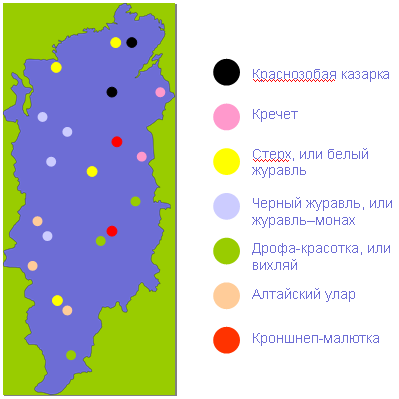 Краснозобая казарка
Кречет
Стерх, или белый
журавль
Черный журавль, или
журавль–монах
Дрофа-красотка, или
вихляй
Алтайский улар
Кроншнеп-малютка